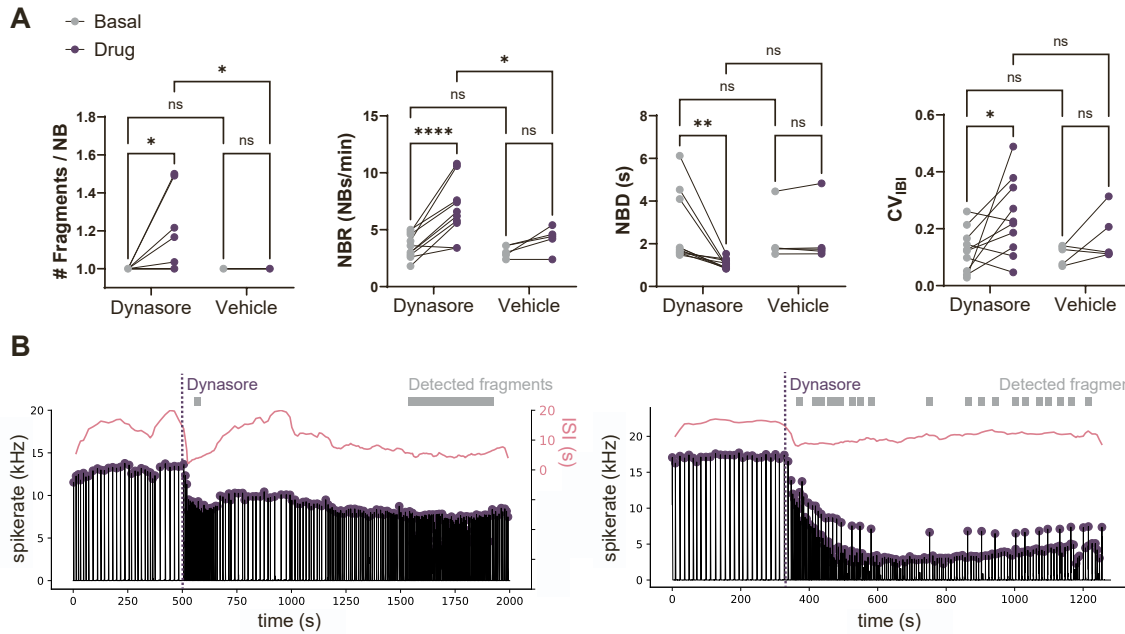 A
Basal
Drug
# Fragments / NB
1.8
1.6
1.4
1.2
1.0
*
ns
ns
*
Dynasore
Vehicle
NBR (NBs/min)
15
10
5
0
****
ns
ns
*
Dynasore
Vehicle
NBD (s)
8
6
4
2
0
**
ns
ns
ns
Dynasore
Vehicle
CVIBI
0.6
0.4
0.2
0.0
*
ns
ns
ns
Dynasore
Vehicle
B
Dynasore
Detected fragments
spikerate (kHz)
20
15
10
5
0
20
10
0
ISI (s)
0
250
500
750
1000
1250
1500
1750
2000
time (s)
Dynasore
Detected fragmer
spikerate (kHz)
20
15
10
5
0
0
200
400
600
800
1000
1200
time (s)